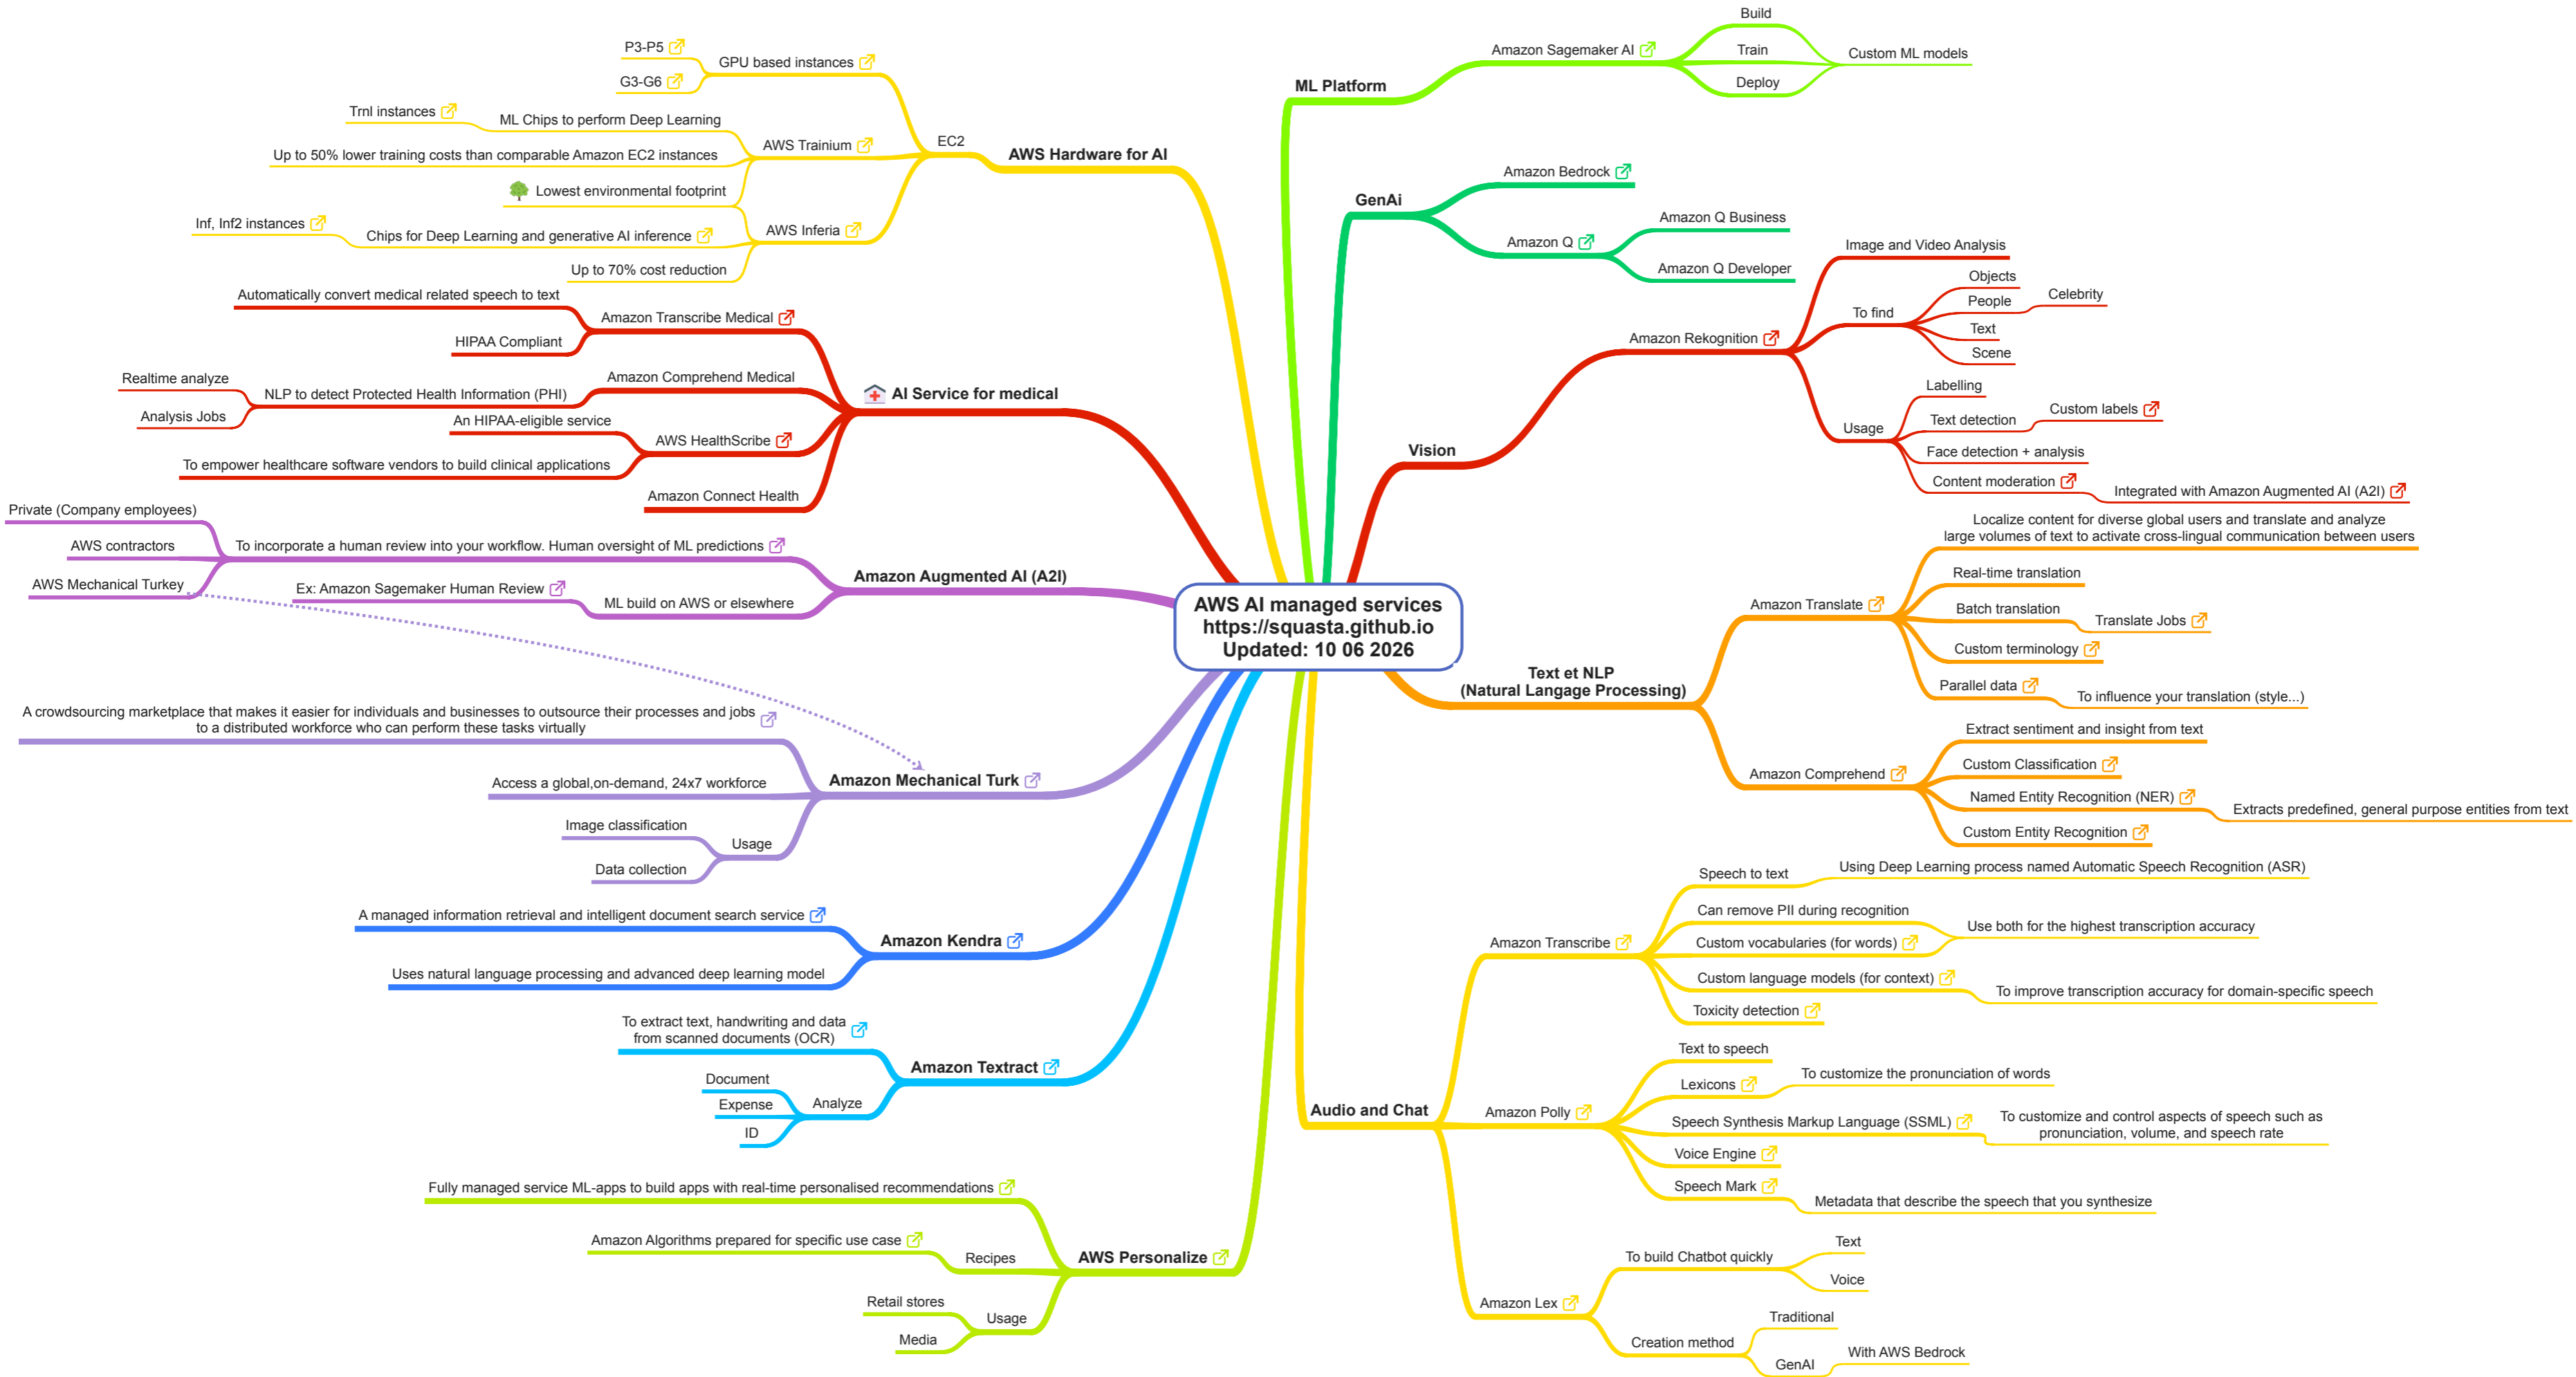 AWS AI managed services
https://squasta.github.io
Updated: 10 06 2026
ML Platform
Amazon Sagemaker AI
Build
Train
Deploy
Custom ML models
GenAi
Amazon Bedrock
Amazon Q
Amazon Q Business
Amazon Q Developer
Vision
Amazon Rekognition
Image and Video Analysis
To find
Objects
People
Celebrity
Text
Scene
Usage
Labelling
Text detection
Custom labels
Face detection + analysis
Content moderation
Integrated with Amazon Augmented AI (A2I)
Text et NLP
(Natural Langage Processing)
Amazon Translate
Localize content for diverse global users and translate and analyze
large volumes of text to activate cross-lingual communication between users
Real-time translation
Batch translation
Translate Jobs
Custom terminology
Parallel data
To influence your translation (style...)
Amazon Comprehend
Extract sentiment and insight from text
Custom Classification
Named Entity Recognition (NER)
Extracts predefined, general purpose entities from text
Custom Entity Recognition
Audio and Chat
Amazon Transcribe
Speech to text
Using Deep Learning process named Automatic Speech Recognition (ASR)
Can remove PII during recognition
Custom vocabularies (for words)
Use both for the highest transcription accuracy
Custom language models (for context)
To improve transcription accuracy for domain-specific speech
Toxicity detection
Amazon Polly
Text to speech
Lexicons
To customize the pronunciation of words
Speech Synthesis Markup Language (SSML)
To customize and control aspects of speech such as
pronunciation, volume, and speech rate
Voice Engine
Speech Mark
Metadata that describe the speech that you synthesize
Amazon Lex
To build Chatbot quickly
Text
Voice
Creation method
Traditional
GenAI
With AWS Bedrock
AWS Hardware for AI
EC2
GPU based instances
P3-P5
G3-G6
AWS Trainium
ML Chips to perform Deep Learning
Trnl instances
Up to 50% lower training costs than comparable Amazon EC2 instances
Lowest environmental footprint
AWS Inferia
Chips for Deep Learning and generative AI inference
Inf, Inf2 instances
Up to 70% cost reduction
AI Service for medical
Amazon Transcribe Medical
Automatically convert medical related speech to text
HIPAA Compliant
Amazon Comprehend Medical
NLP to detect Protected Health Information (PHI)
Realtime analyze
Analysis Jobs
AWS HealthScribe
An HIPAA-eligible service
To empower healthcare software vendors to build clinical applications
Amazon Connect Health
Amazon Augmented AI (A2I)
To incorporate a human review into your workflow. Human oversight of ML predictions
Private (Company employees)
AWS contractors
AWS Mechanical Turkey
ML build on AWS or elsewhere
Ex: Amazon Sagemaker Human Review
Amazon Mechanical Turk
A crowdsourcing marketplace that makes it easier for individuals and businesses to outsource their processes and jobs
to a distributed workforce who can perform these tasks virtually
Access a global,on-demand, 24x7 workforce
Usage
Image classification
Data collection
Amazon Kendra
A managed information retrieval and intelligent document search service
Uses natural language processing and advanced deep learning model
Amazon Textract
To extract text, handwriting and data
from scanned documents (OCR)
Analyze
Document
Expense
ID
AWS Personalize
Fully managed service ML-apps to build apps with real-time personalised recommendations
Recipes
Amazon Algorithms prepared for specific use case
Usage
Retail stores
Media